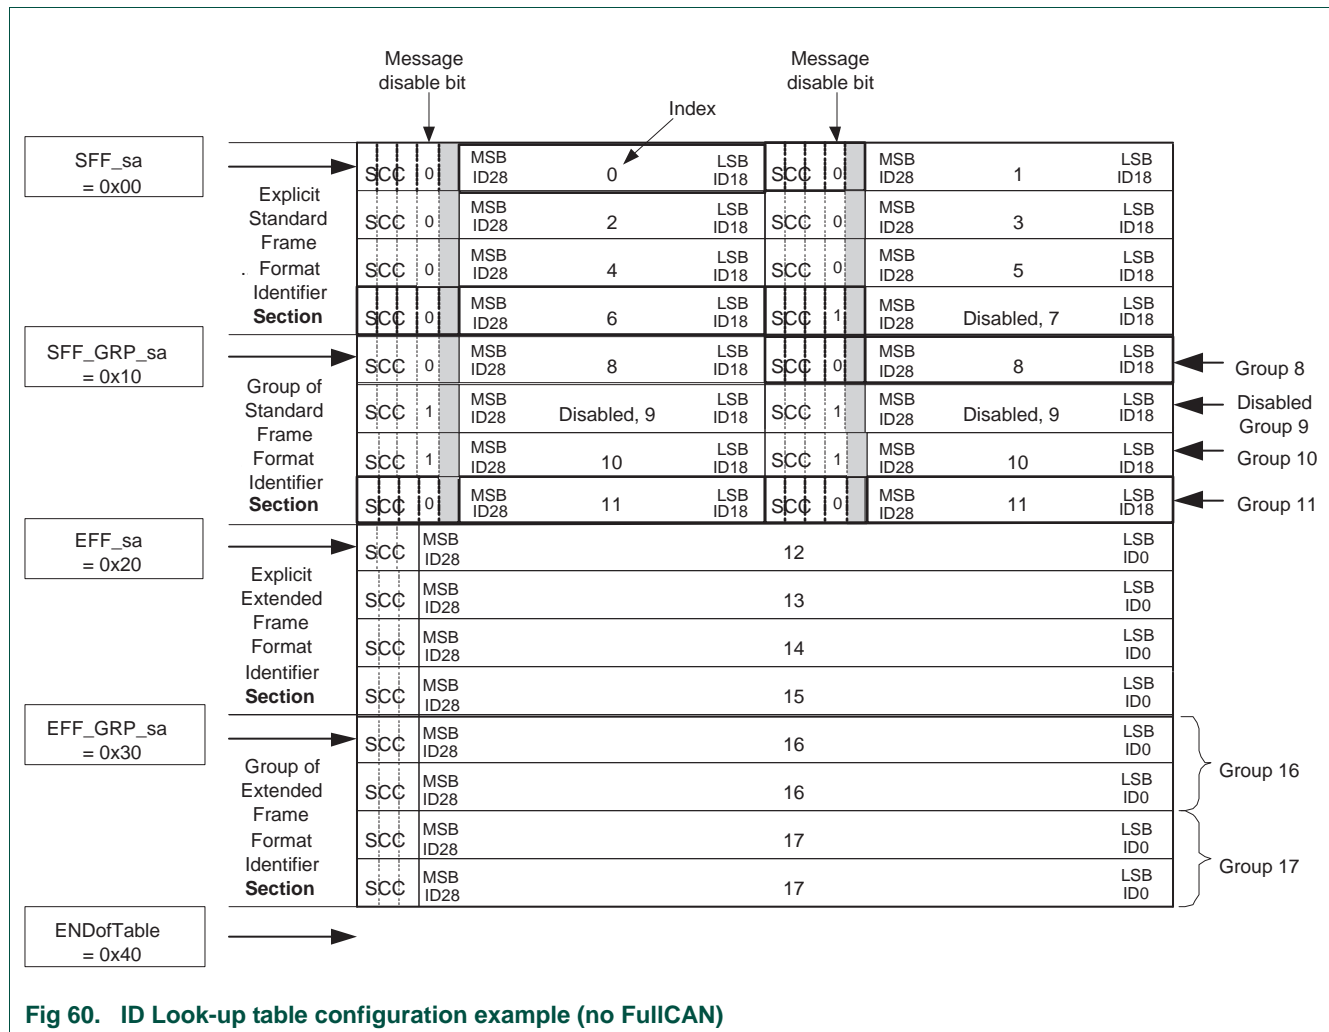 Message
disable bit
Message
disable bit
Index
SFF_sa
= 0x00
Explicit
Standard
Frame
. Format
Identifier
Section
SCC 0 MSB ID28 0 LSB ID18 SCC 0 MSB ID28 1 LSB ID18
SCC 0 MSB ID28 2 LSB ID18 SCC 0 MSB ID28 3 LSB ID18
SCC 0 MSB ID28 4 LSB ID18 SCC 0 MSB ID28 5 LSB ID18
SCC 0 MSB ID28 6 LSB ID18 SCC 1 MSB ID28 Disabled, 7 LSB ID18
SFF_GRP_sa
= 0x10
Group of
Standard
Frame
Format
Identifier
Section
SCC 0 MSB ID28 8 LSB ID18 SCC 0 MSB ID28 8 LSB ID18
Group 8
SCC 1 MSB ID28 Disabled, 9 LSB ID18 SCC 1 MSB ID28 Disabled, 9 LSB ID18
Disabled
Group 9
SCC 1 MSB ID28 10 LSB ID18 SCC 1 MSB ID28 10 LSB ID18
Group 10
SCC 0 MSB ID28 11 LSB ID18 SCC 0 MSB ID28 11 LSB ID18
Group 11
EFF_sa
= 0x20
Explicit
Extended
Frame
Format
Identifier
Section
SCC MSB ID28 12 LSB ID0
SCC MSB ID28 13 LSB ID0
SCC MSB ID28 14 LSB ID0
SCC MSB ID28 15 LSB ID0
EFF_GRP_sa
= 0x30
Group of
Extended
Frame
Format
Identifier
Section
SCC MSB ID28 16 LSB ID0
SCC MSB ID28 16 LSB ID0
Group 16
SCC MSB ID28 17 LSB ID0
SCC MSB ID28 17 LSB ID0
Group 17
ENDofTable
= 0x40
Fig 60. ID Look-up table configuration example (no FullCAN)